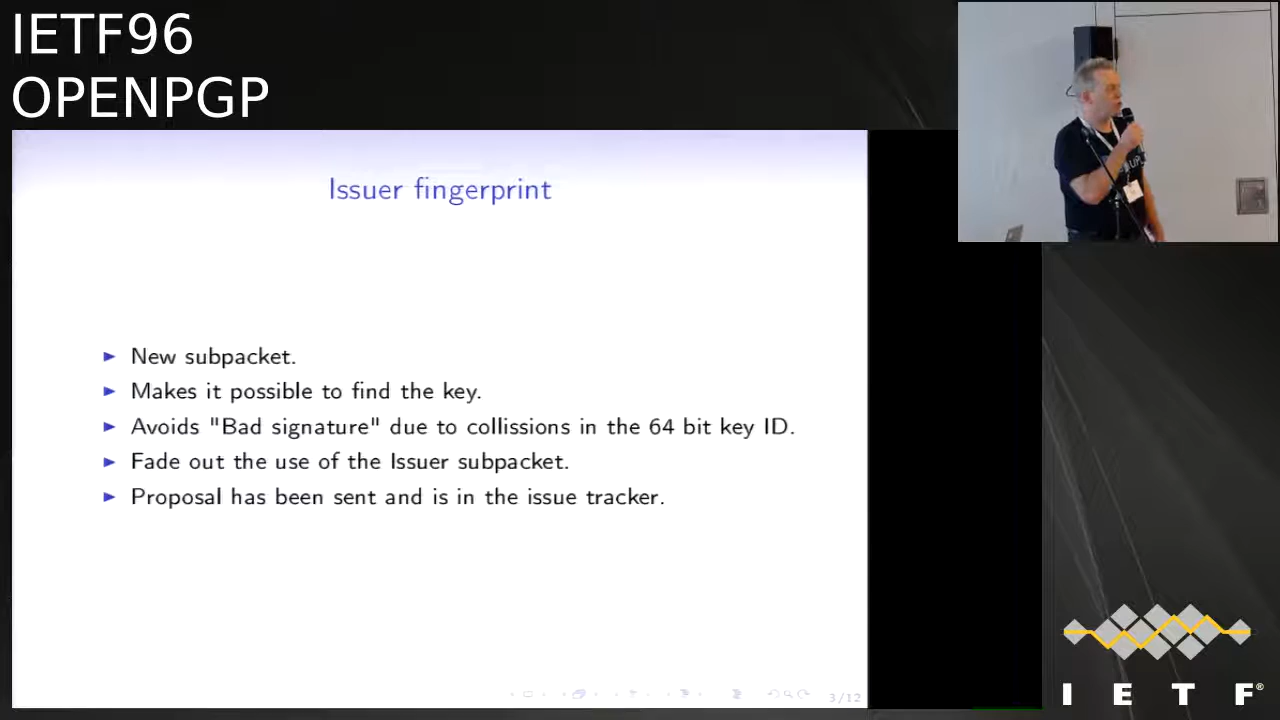 IETF96
OPENPGP
Issuer fingerprint
New subpacket.
Makes it possible to find the key.
Avoids "Bad signature" due to collissions in the 64 bit key ID.
Fade out the use of the Issuer subpacket.
Proposal has been sent and is in the issue tracker.
3/12
I E T F®